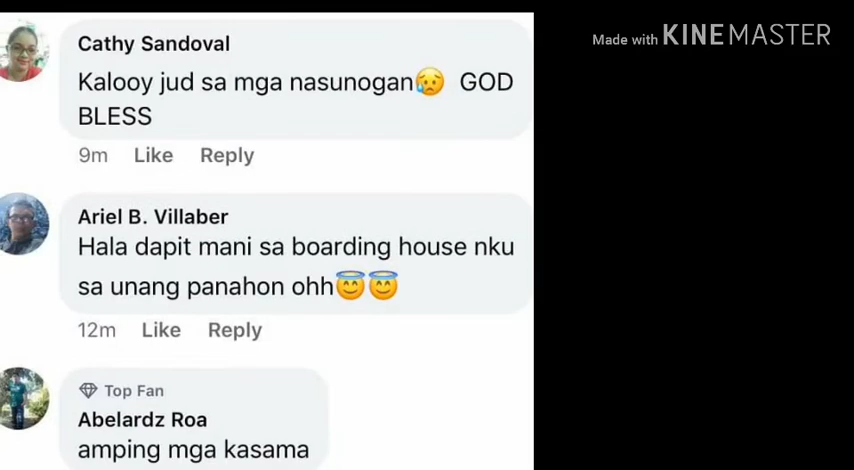 Made with KINEMASTER
Cathy Sandoval
Kalooy jud sa mga nasunogan😥 GOD
BLESS
9m Like Reply
Ariel B. Villaber
Hala dapit mani sa boarding house nku
sa unang panahon ohh😇😇
12m Like Reply
Top Fan
Abelardz Roa
amping mga kasama